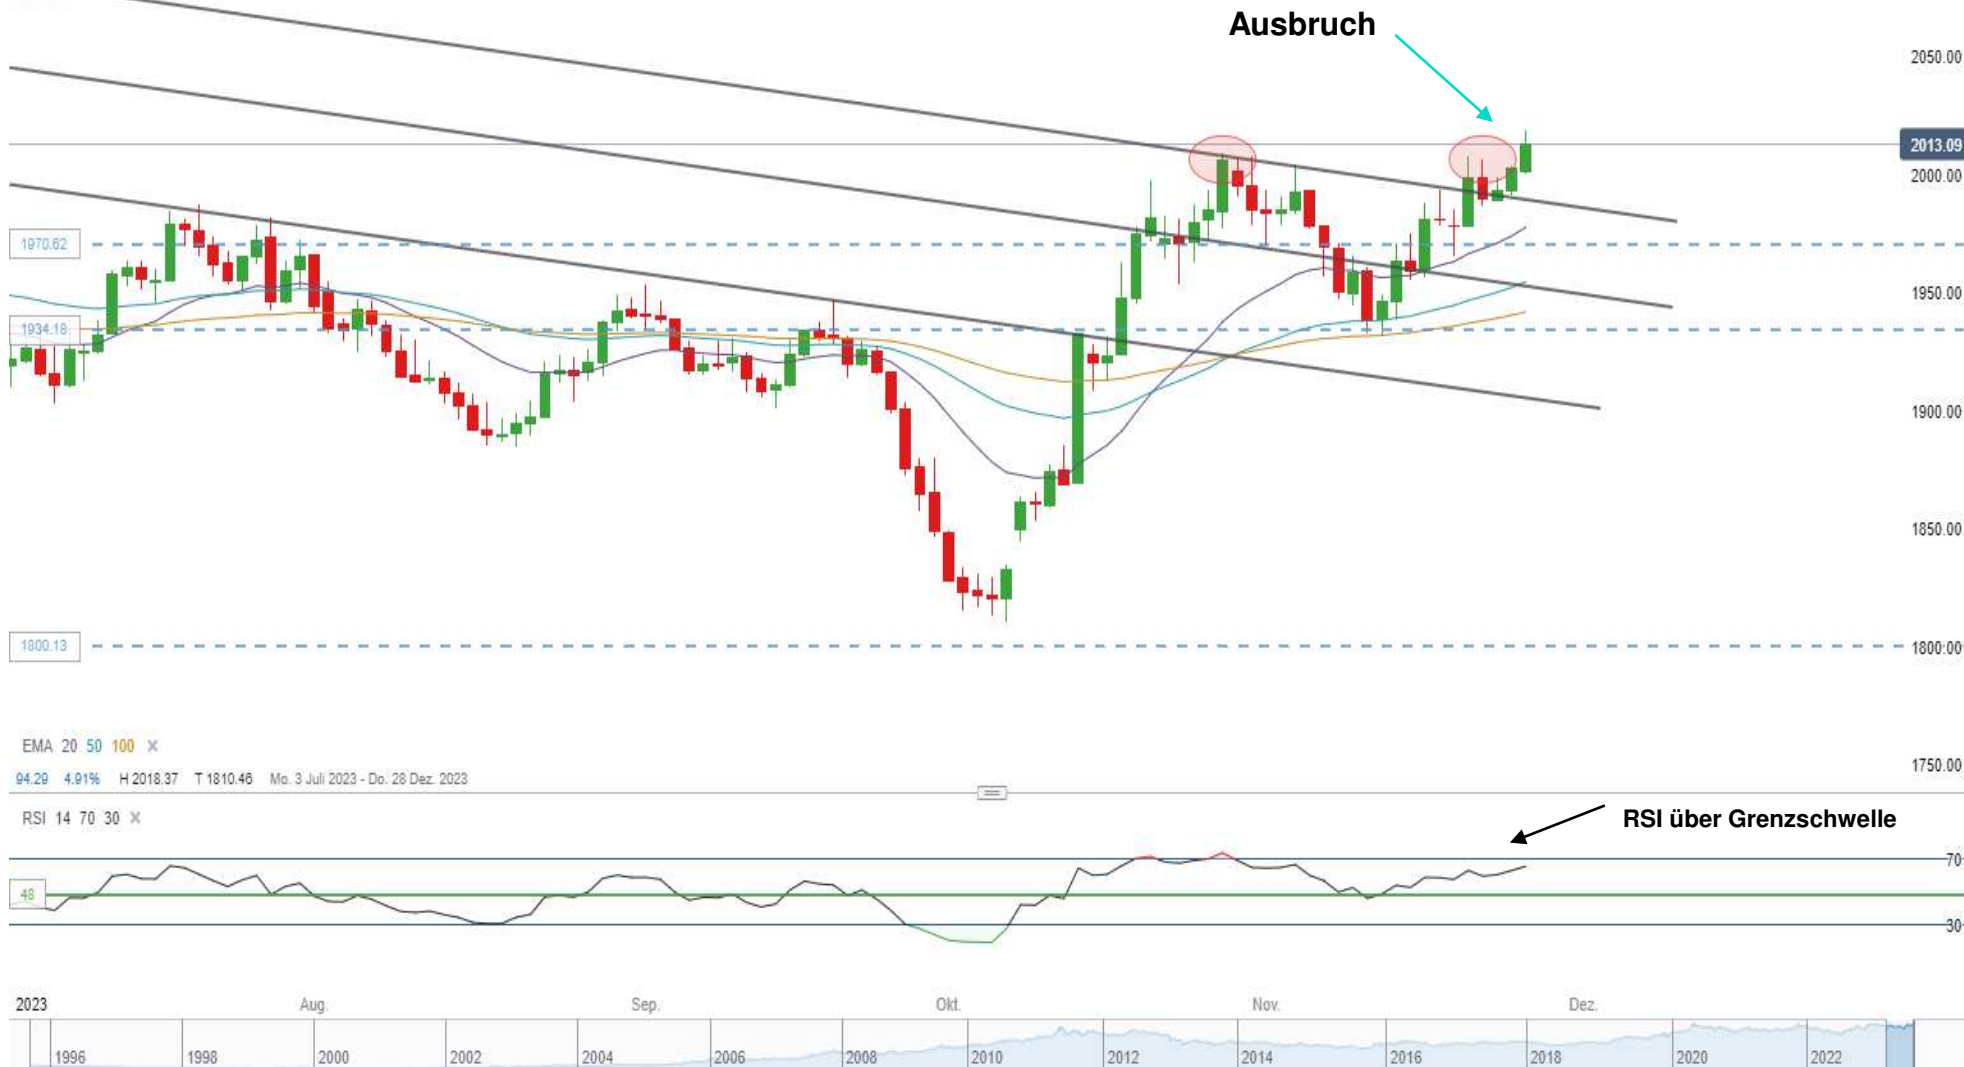 Ausbruch
2050.00
2013.09
2000.00
1970.62
1950.00
1934.18
1900.00
1850.00
1800.13
1800.00
EMA 20 50 100 ×
1750.00
94.29 4.91% H 2018.37 T 1810.46 Mo. 3 Juli 2023 - Do. 28 Dez. 2023
RSI 14 70 30 ×
RSI über Grenzschwelle
70
48
30
2023 Aug. Sep. Okt. Nov. Dez.
1996 1998 2000 2002 2004 2006 2008 2010 2012 2014 2016 2018 2020 2022